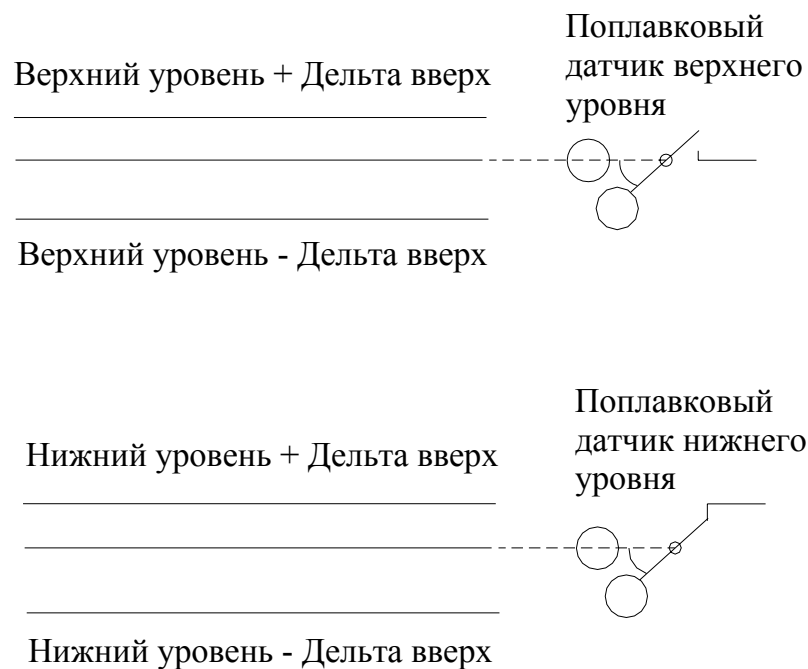 Поплавковый
датчик верхнего
уровня
Верхний уровень + Дельта вверх
Верхний уровень - Дельта вверх
Поплавковый
датчик нижнего
уровня
Нижний уровень + Дельта вверх
Нижний уровень - Дельта вверх